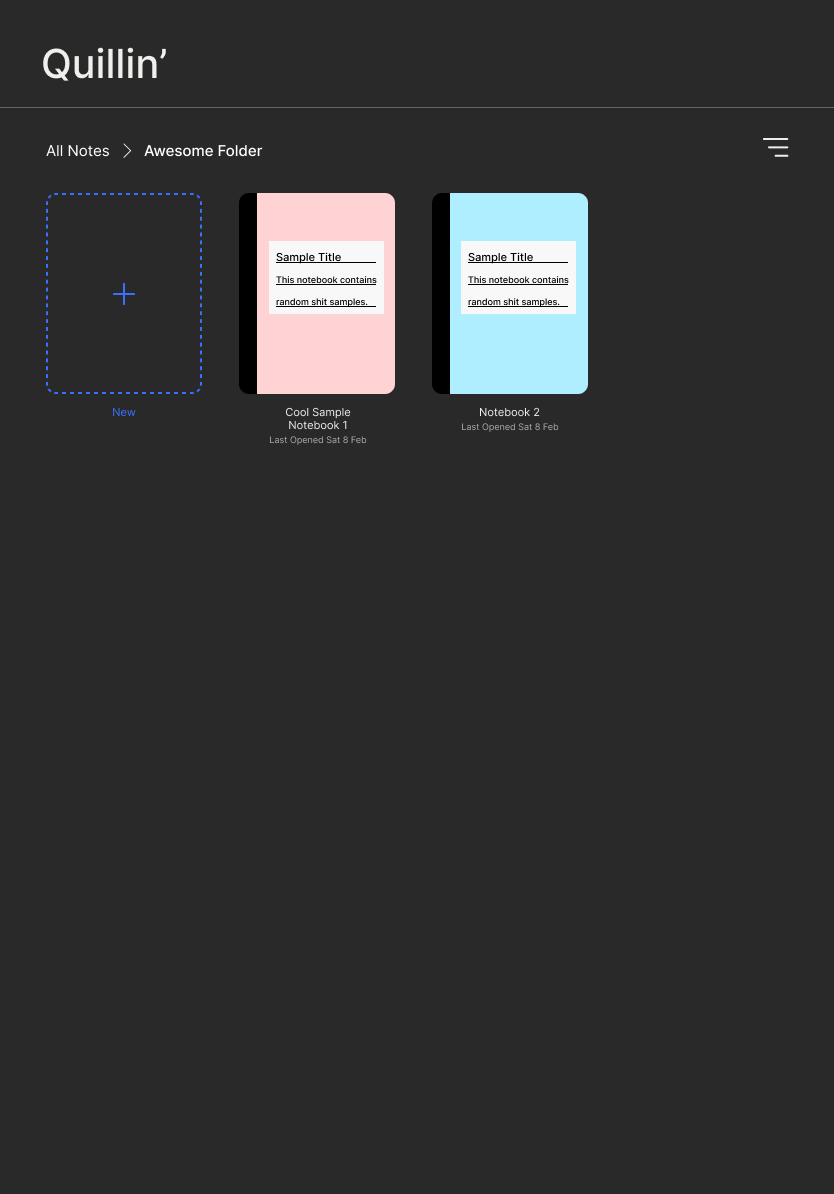 Quillin’
All Notes > Awesome Folder
Sample Title
This notebook contains
random shit samples.
Sample Title
This notebook contains
random shit samples.
New
Cool Sample
Notebook 1
Last Opened Sat 8 Feb
Notebook 2
Last Opened Sat 8 Feb